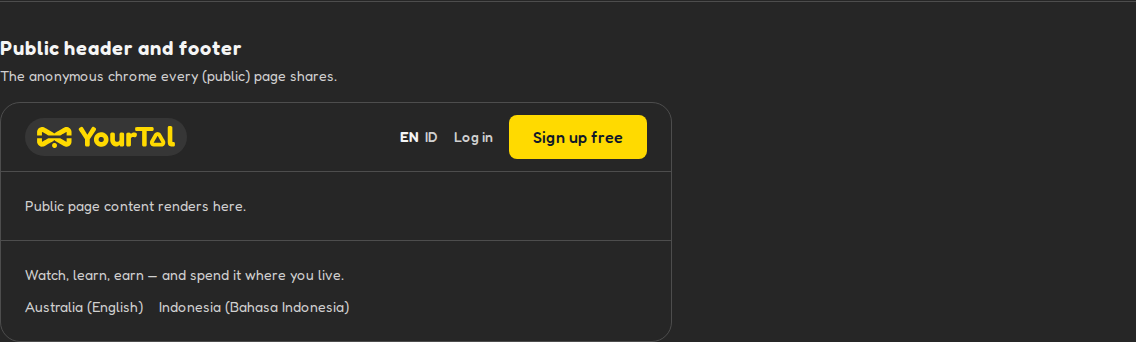 Public header and footer
The anonymous chrome every (public) page shares.
YourTal
EN ID Log in Sign up free
Public page content renders here.
Watch, learn, earn — and spend it where you live.
Australia (English) Indonesia (Bahasa Indonesia)